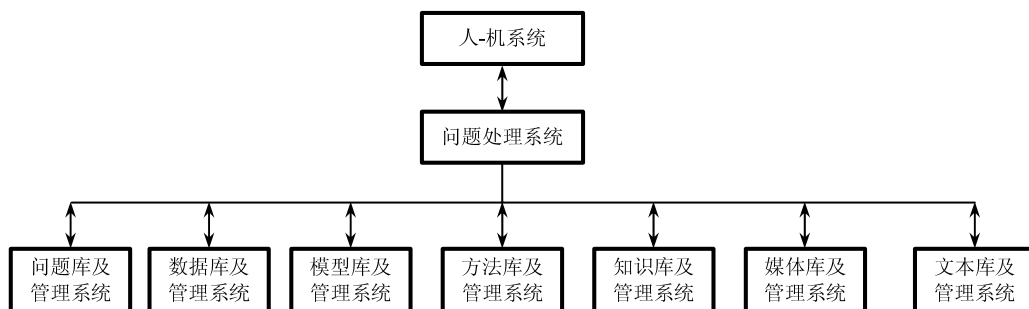 人-机系统
问题处理系统
问题库及
管理系统
数据库及
管理系统
模型库及
管理系统
方法库及
管理系统
知识库及
管理系统
媒体库及
管理系统
文本库及
管理系统